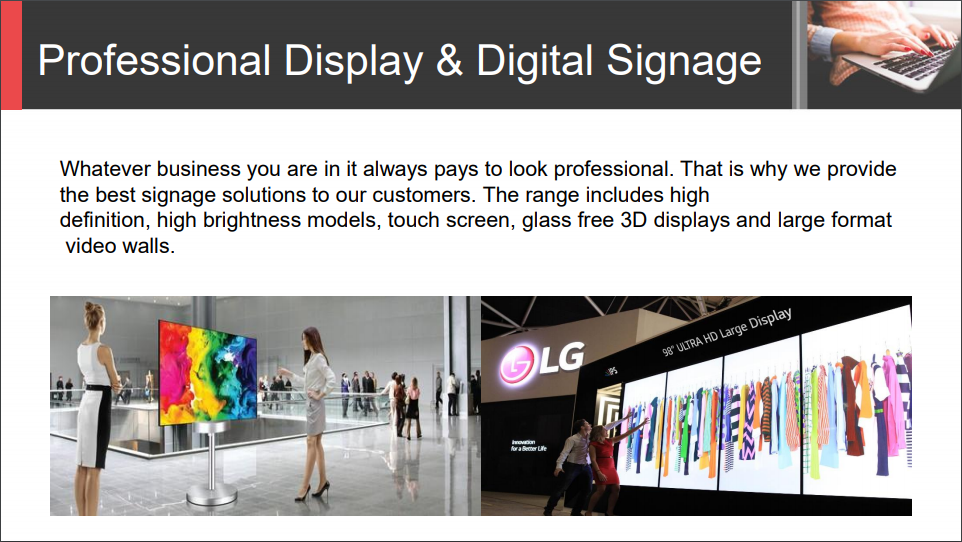 Professional Display & Digital Signage
Whatever business you are in it always pays to look professional. That is why we provide
the best signage solutions to our customers. The range includes high
definition, high brightness models, touch screen, glass free 3D displays and large format
video walls.
LG
98" ULTRA HD Large Display
IPS
Innovation
for a Better Life